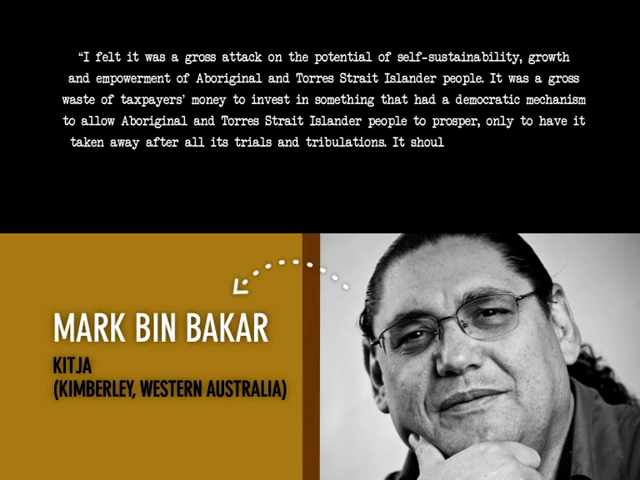 “I felt it was a gross attack on the potential of self-sustainability, growth
and empowerment of Aboriginal and Torres Strait Islander people. It was a gross
waste of taxpayers’ money to invest in something that had a democratic mechanism
to allow Aboriginal and Torres Strait Islander people to prosper, only to have it
taken away after all its trials and tribulations. It shoul
MARK BIN BAKAR
KITJA
(KIMBERLEY, WESTERN AUSTRALIA)